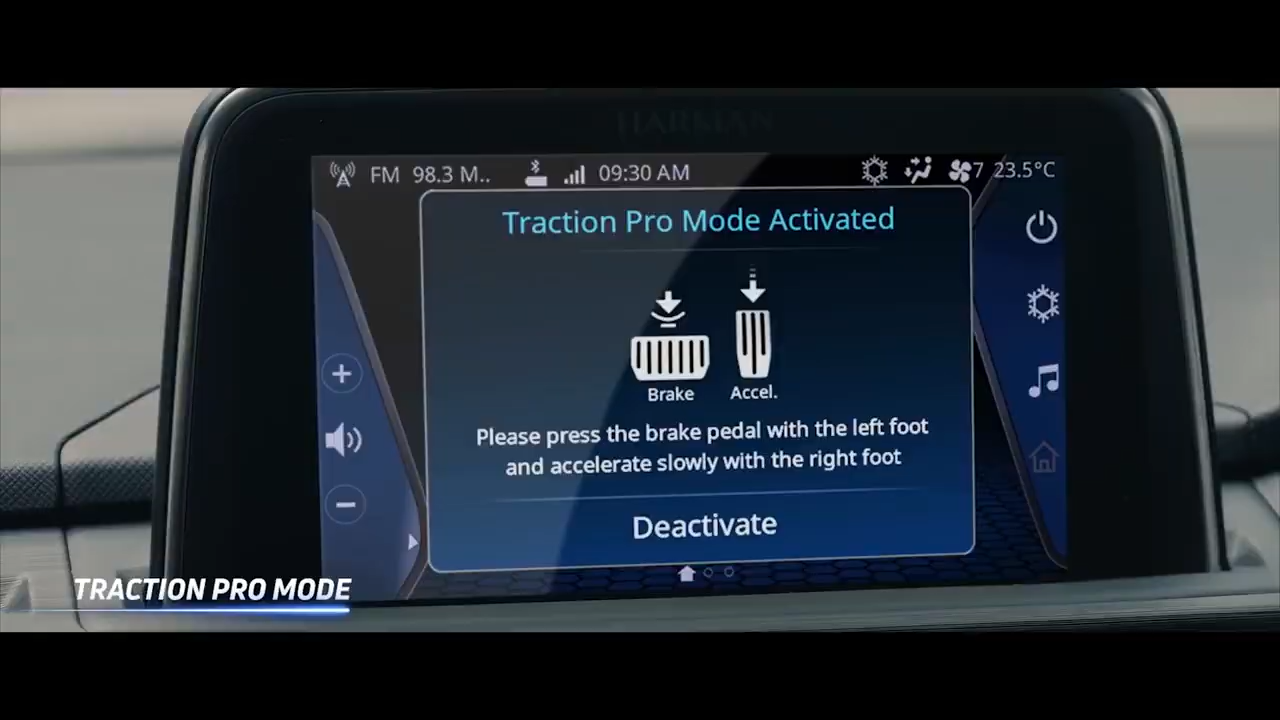 HARMAN
FM 98.3 M.. 09:30 AM 7 23.5°C
Traction Pro Mode Activated
Brake Accel.
Please press the brake pedal with the left foot
and accelerate slowly with the right foot
Deactivate
TRACTION PRO MODE